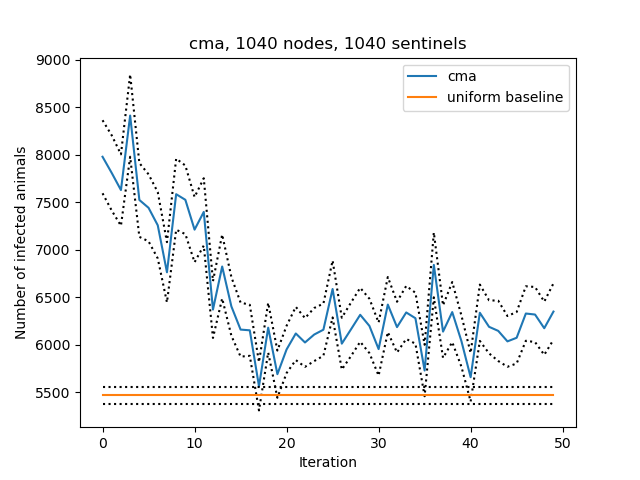 cma, 1040 nodes, 1040 sentinels
9000
8500
8000
7500
7000
6500
6000
5500
Number of infected animals
cma
uniform baseline
0
10
20
30
40
50
Iteration